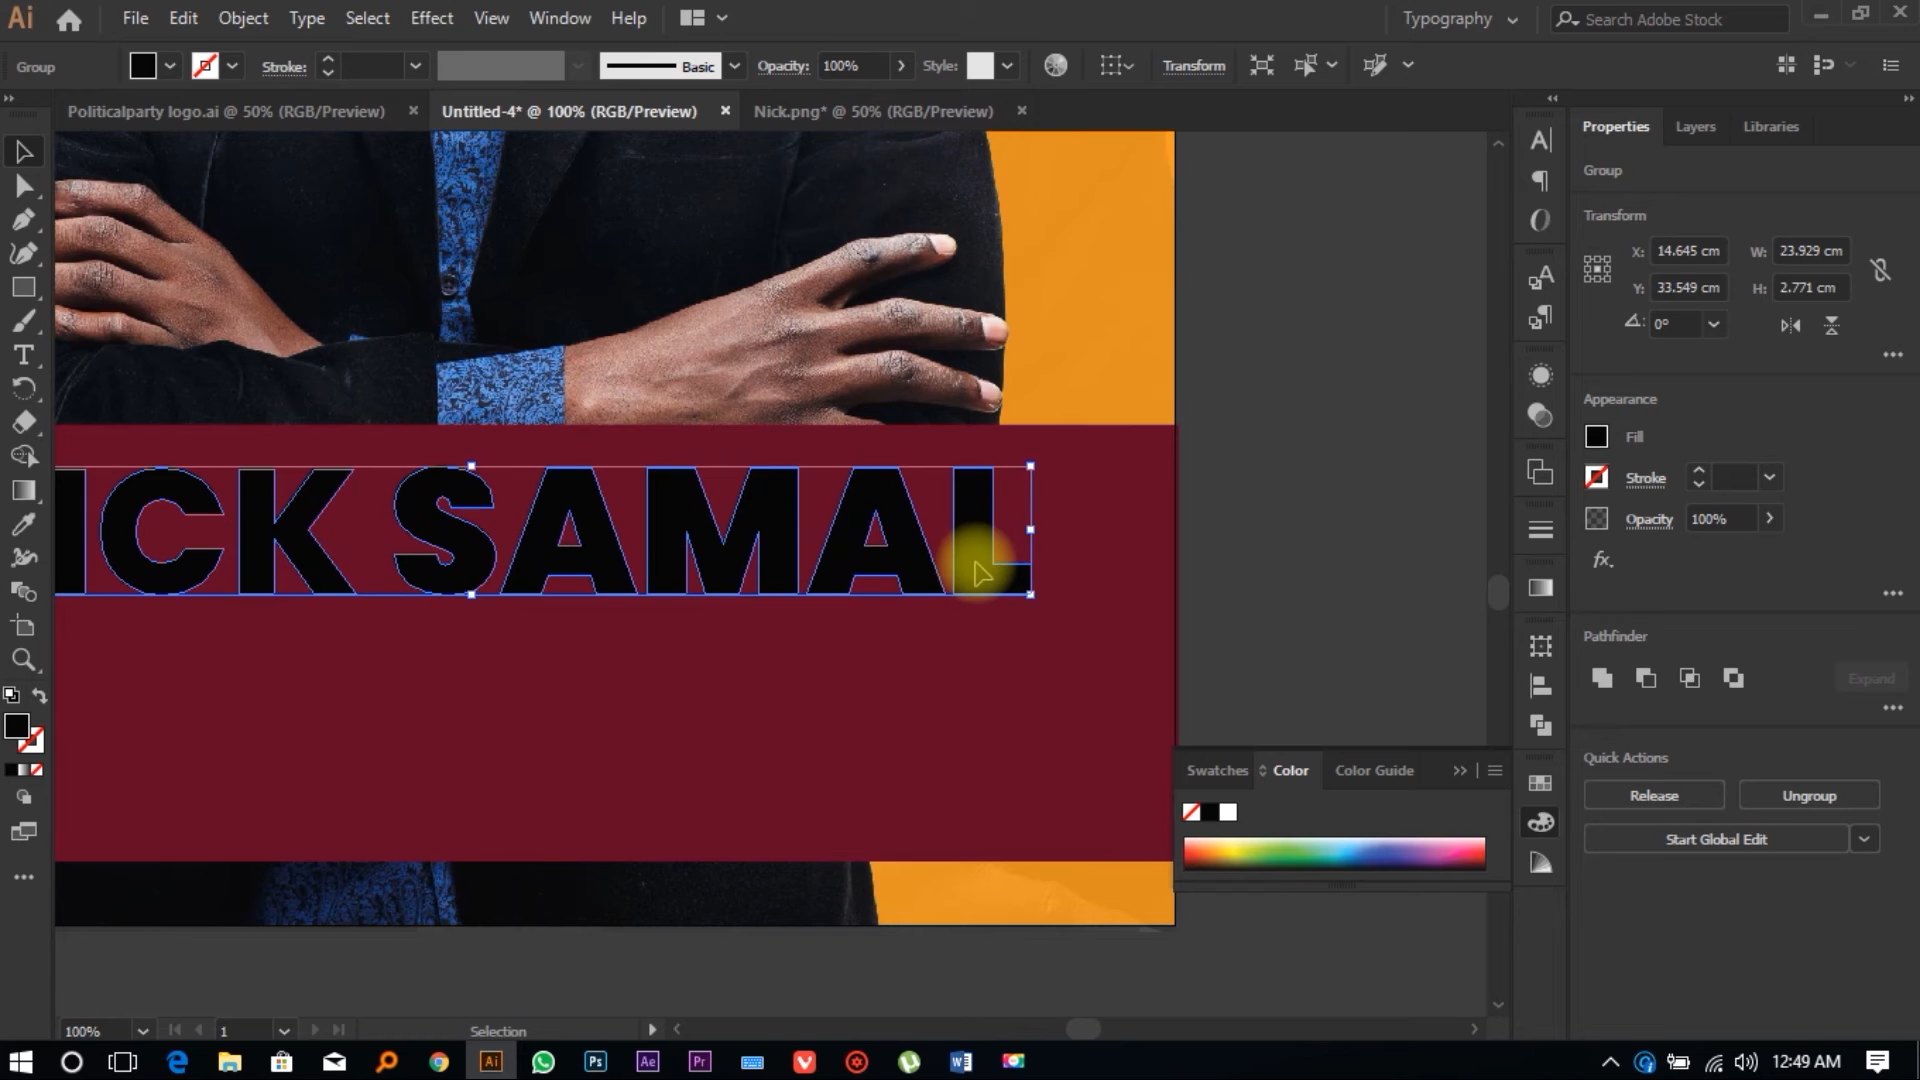 Ai File Edit Object Type Select Effect View Window Help Typography Search Adobe Stock
Group Stroke: Basic Opacity: 100% Style: Transform
Politicalparty logo.ai @ 50% (RGB/Preview) Untitled-4* @ 100% (RGB/Preview) Nick.png* @ 50% (RGB/Preview)
Properties Layers Libraries
Group
Transform
X: 14.645 cm W: 23.929 cm
Y: 33.549 cm H: 2.771 cm
0°
Appearance
Fill
Stroke
Opacity 100%
fx.
ICK SAMAL
Pathfinder
Expand
Quick Actions
Release Ungroup
Start Global Edit
Swatches Color Color Guide
100% 1 Selection
Ai Ps Ae Pr 12:49 AM